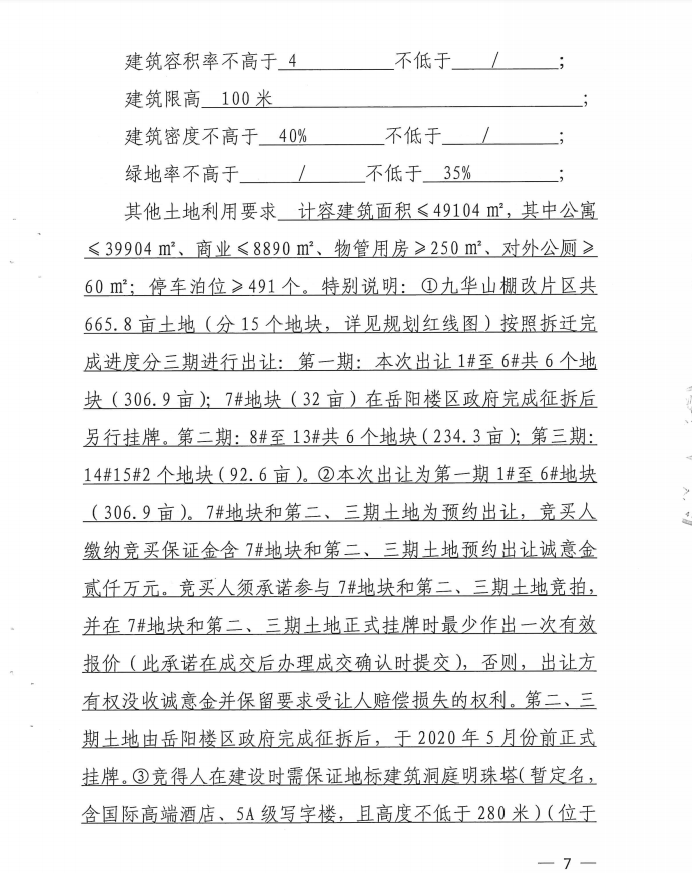 建筑容积率不高于 4 不低于 / ;
建筑限高 100 米 ;
建筑密度不高于 40% 不低于 / ;
绿地率不高于 / 不低于 35% ;
其他土地利用要求 计容建筑面积≤49104 ㎡，其中公寓
≤39904 ㎡、商业≤8890 ㎡、物管用房≥250 ㎡、对外公厕≥
60 ㎡；停车泊位≥491 个。特别说明：①九华山棚改片区共
665.8 亩土地（分 15 个地块，详见规划红线图）按照拆迁完
成进度分三期进行出让：第一期：本次出让 1#至 6#共 6 个地
块（306.9 亩）；7#地块（32 亩）在岳阳楼区政府完成征拆后
另行挂牌。第二期：8#至 13#共 6 个地块（234.3 亩）；第三期：
14#15#2 个地块（92.6 亩）。②本次出让为第一期 1#至 6#地块
（306.9 亩）。7#地块和第二、三期土地为预约出让，竞买人
缴纳竞买保证金含 7#地块和第二、三期土地预约出让诚意金
贰仟万元。竞买人须承诺参与 7#地块和第二、三期土地竞拍，
并在 7#地块和第二、三期土地正式挂牌时最少作出一次有效
报价（此承诺在成交后办理成交确认时提交），否则，出让方
有权没收诚意金并保留要求受让人赔偿损失的权利。第二、三
期土地由岳阳楼区政府完成征拆后，于 2020 年 5 月份前正式
挂牌。③竞得人在建设时需保证地标建筑洞庭明珠塔（暂定名，
含国际高端酒店、5A 级写字楼，且高度不低于 280 米）（位于
— 7 —